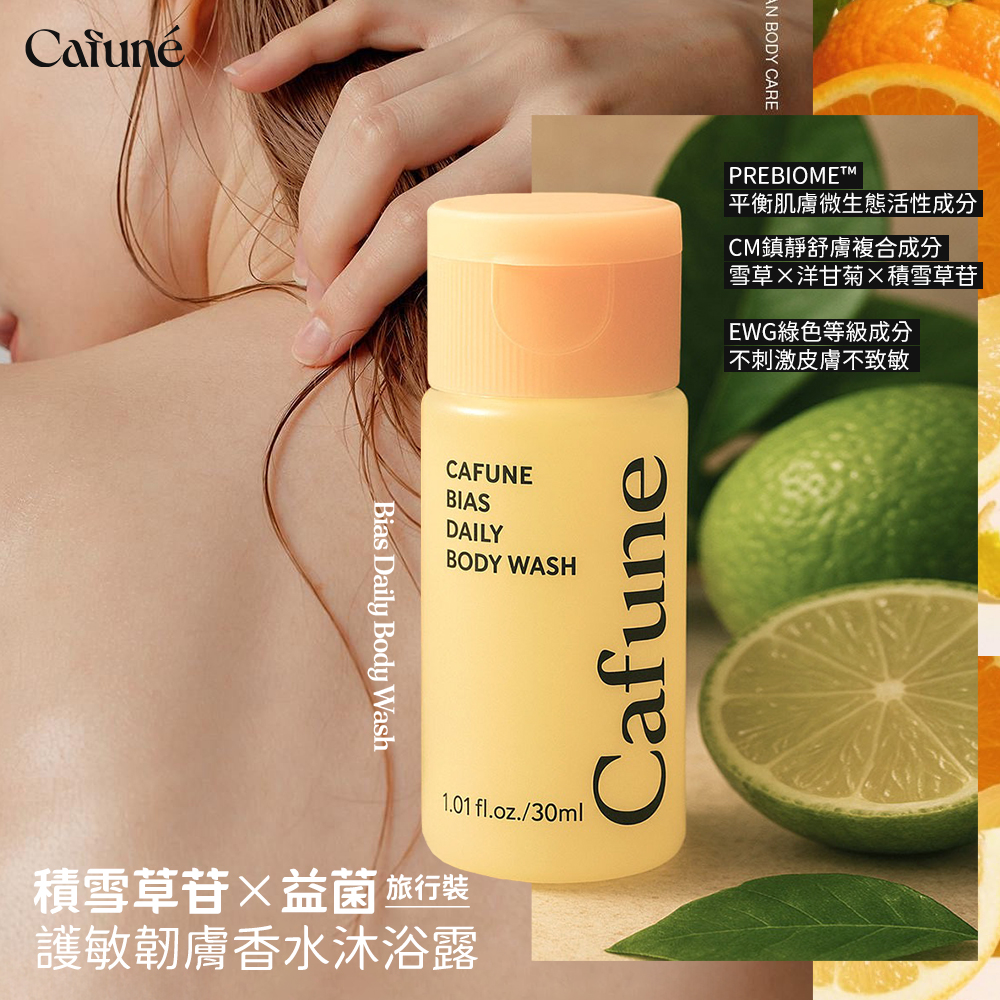 Cafuné
AN BODY CARE
PREBIOME™
平衡肌膚微生態活性成分
CM鎮靜舒膚複合成分
雪草×洋甘菊×積雪草苷
EWG綠色等級成分
不刺激皮膚不致敏
CAFUNE
BIAS
DAILY
BODY WASH
Cafune
1.01 fl.oz./30ml
Bias Daily Body Wash
積雪草苷×益菌 旅行裝
護敏韌膚香水沐浴露